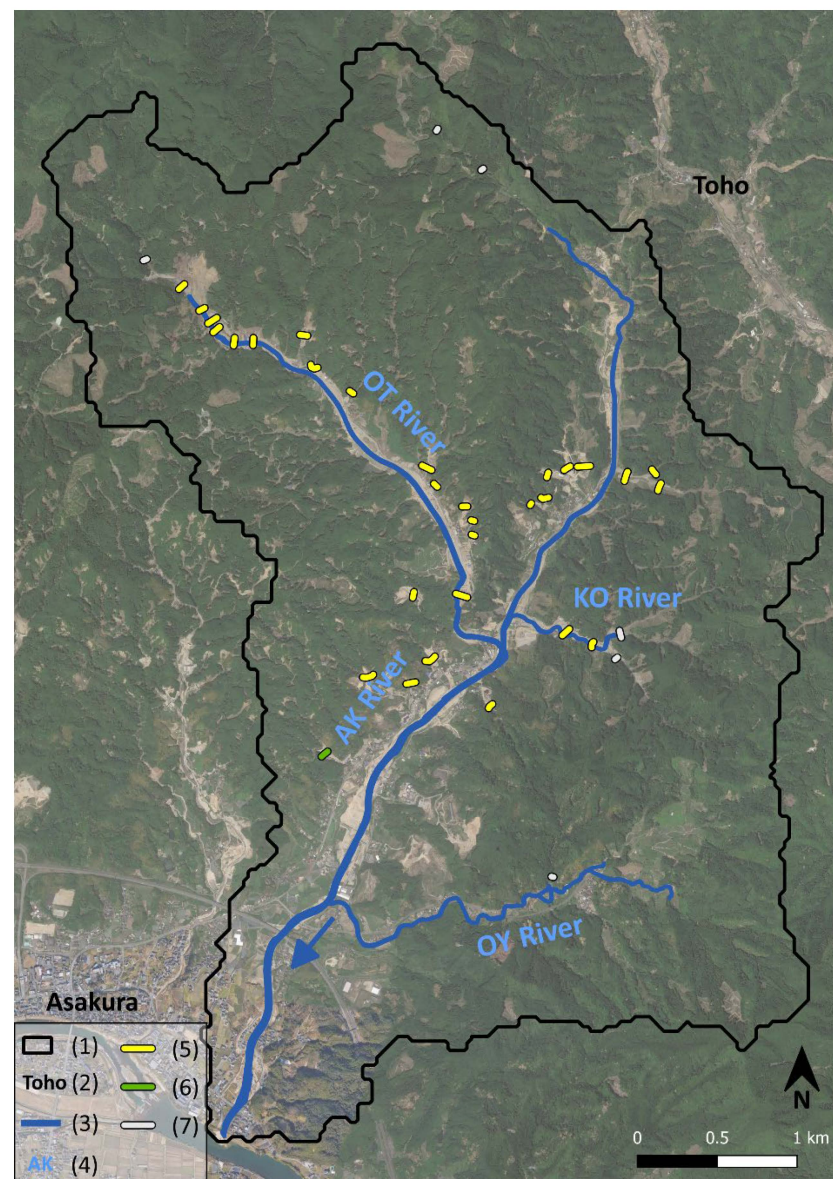 Toho
OT River
KO River
AK River
OY River
Asakura
(1) (5)
Toho (2) (6)
(3) (7)
AK (4)
N
0 0.5 1 km